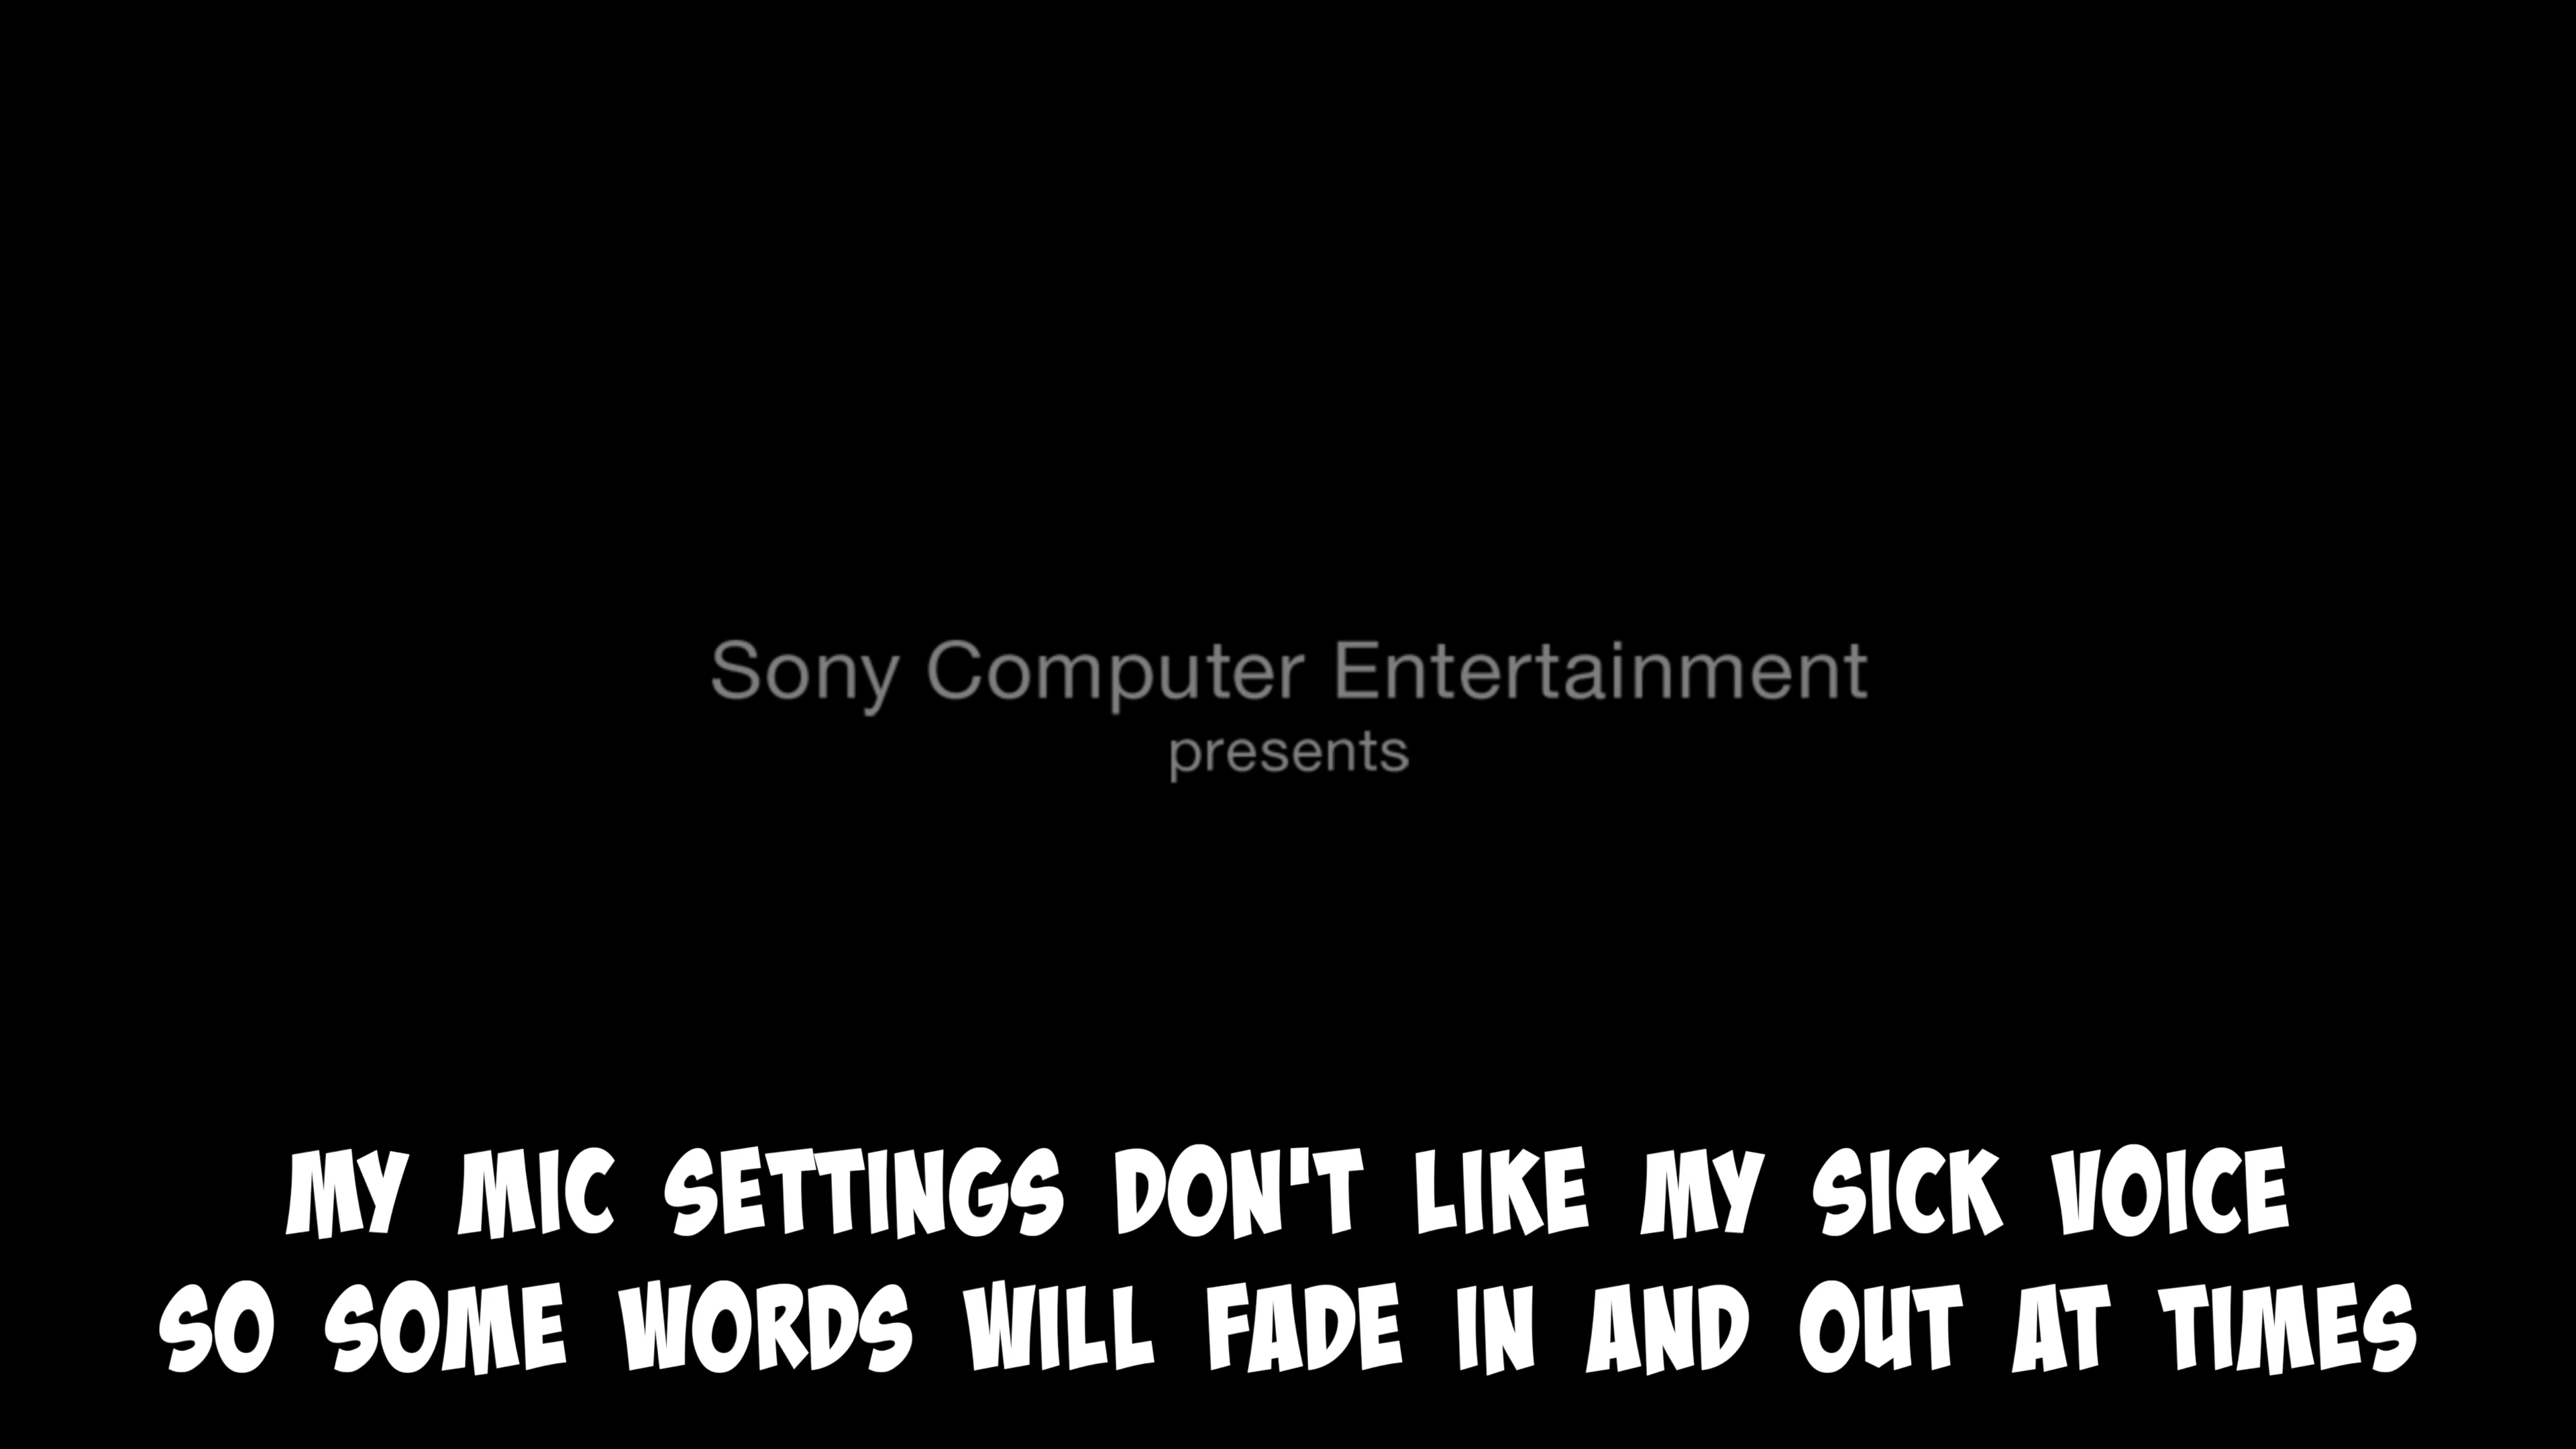 Sony Computer Entertainment
presents
MY MIC SETTINGS DON'T LIKE MY SICK VOICE
SO SOME WORDS WILL FADE IN AND OUT AT TIMES